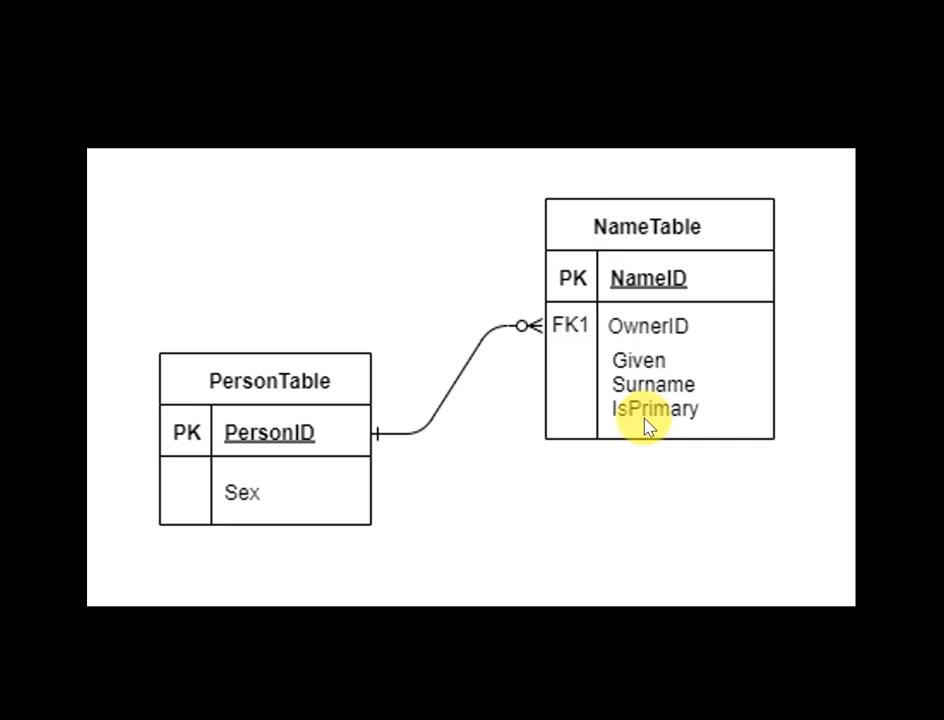 NameTable
PK NameID
FK1 OwnerID
Given
Surname
IsPrimary
PersonTable
PK PersonID
Sex